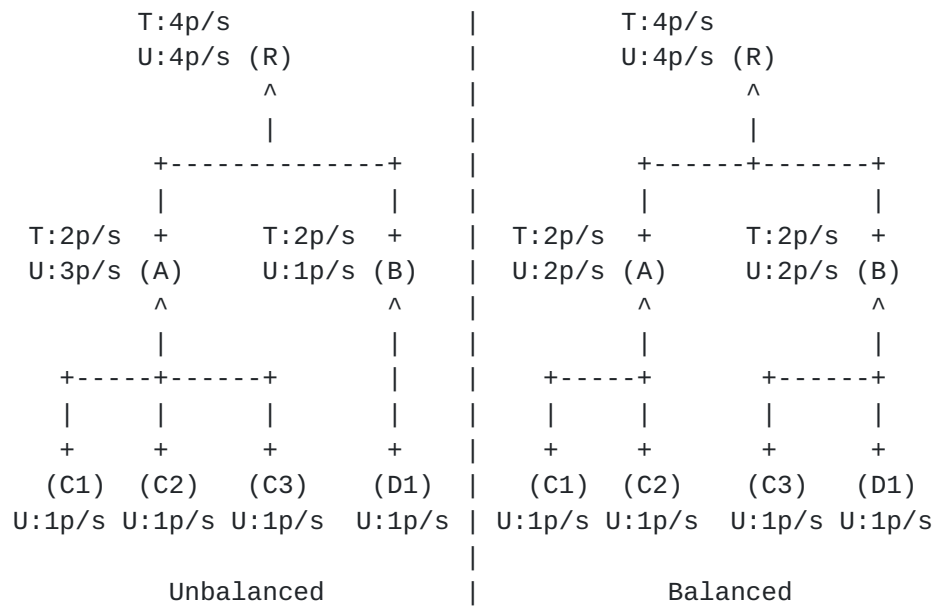 T:4p/s               |         T:4p/s
        U:4p/s (R)           |         U:4p/s (R)
                ^            |                 ^
                |            |                 |
         +--------------+    |          +------+-------+
         |              |    |          |              |
 T:2p/s  +      T:2p/s  +    |  T:2p/s  +      T:2p/s  +
 U:3p/s (A)     U:1p/s (B)   |  U:2p/s (A)     U:2p/s (B)
         ^              ^    |          ^              ^
         |              |    |          |              |
   +-----+------+       |    |    +-----+       +------+
   |     |      |       |    |    |     |       |      |
   +     +      +       +    |    +     +       +      +
  (C1)  (C2)   (C3)    (D1)  |   (C1)  (C2)    (C3)   (D1)
U:1p/s U:1p/s U:1p/s  U:1p/s | U:1p/s U:1p/s  U:1p/s U:1p/s
                             |
          Unbalanced         |            Balanced